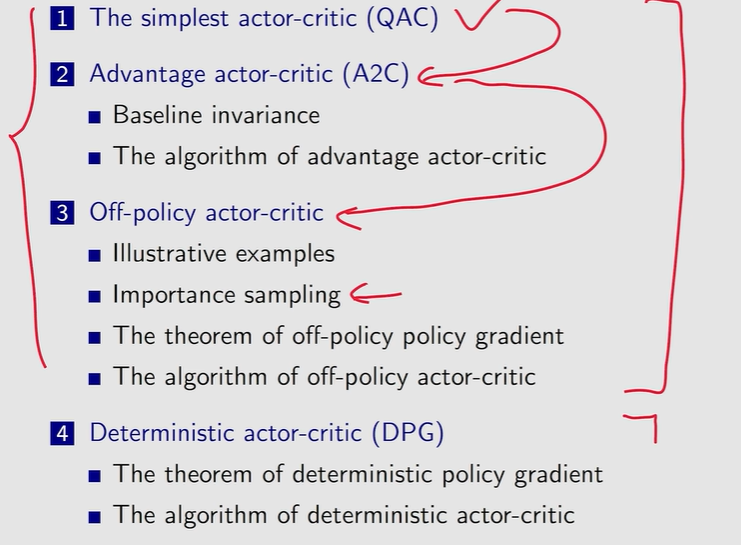 1 The simplest actor-critic (QAC)
2 Advantage actor-critic (A2C)
Baseline invariance
The algorithm of advantage actor-critic
3 Off-policy actor-critic
Illustrative examples
Importance sampling
The theorem of off-policy policy gradient
The algorithm of off-policy actor-critic
4 Deterministic actor-critic (DPG)
The theorem of deterministic policy gradient
The algorithm of deterministic actor-critic